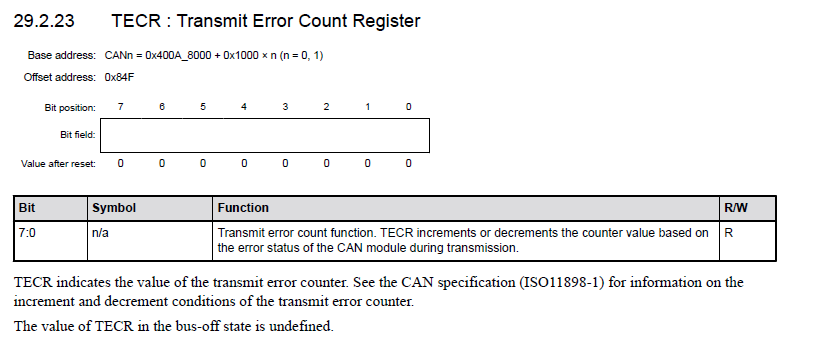 29.2.23 TECR : Transmit Error Count Register
Base address: CANn = 0x400A_8000 + 0x1000 × n (n = 0, 1)
Offset address: 0x84F
Bit position: 7 6 5 4 3 2 1 0
Bit field:
Value after reset: 0 0 0 0 0 0 0 0
Bit Symbol Function R/W
7:0 n/a Transmit error count function. TECR increments or decrements the counter value based on R
the error status of the CAN module during transmission.
TECR indicates the value of the transmit error counter. See the CAN specification (ISO11898-1) for information on the
increment and decrement conditions of the transmit error counter.
The value of TECR in the bus-off state is undefined.